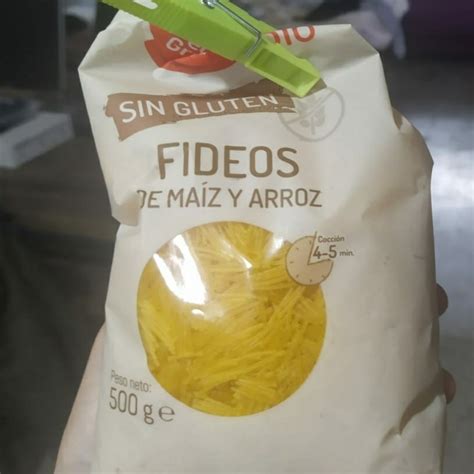 SIN GLUTEN
FIDEOS
DE MAÍZ Y ARROZ
Cocción
4-5 min.
Peso neto:
500 g e